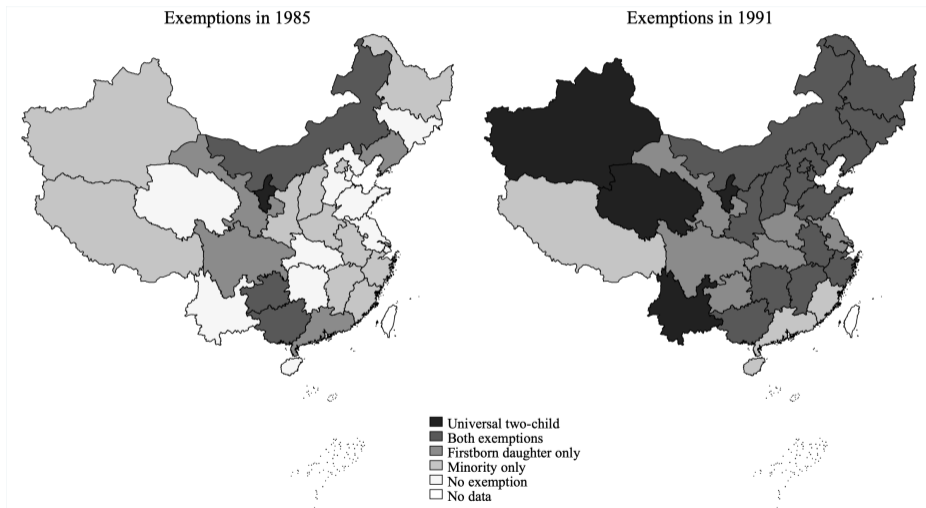 Exemptions in 1985
Exemptions in 1991
Universal two-child
Both exemptions
Firstborn daughter only
Minority only
No exemption
No data